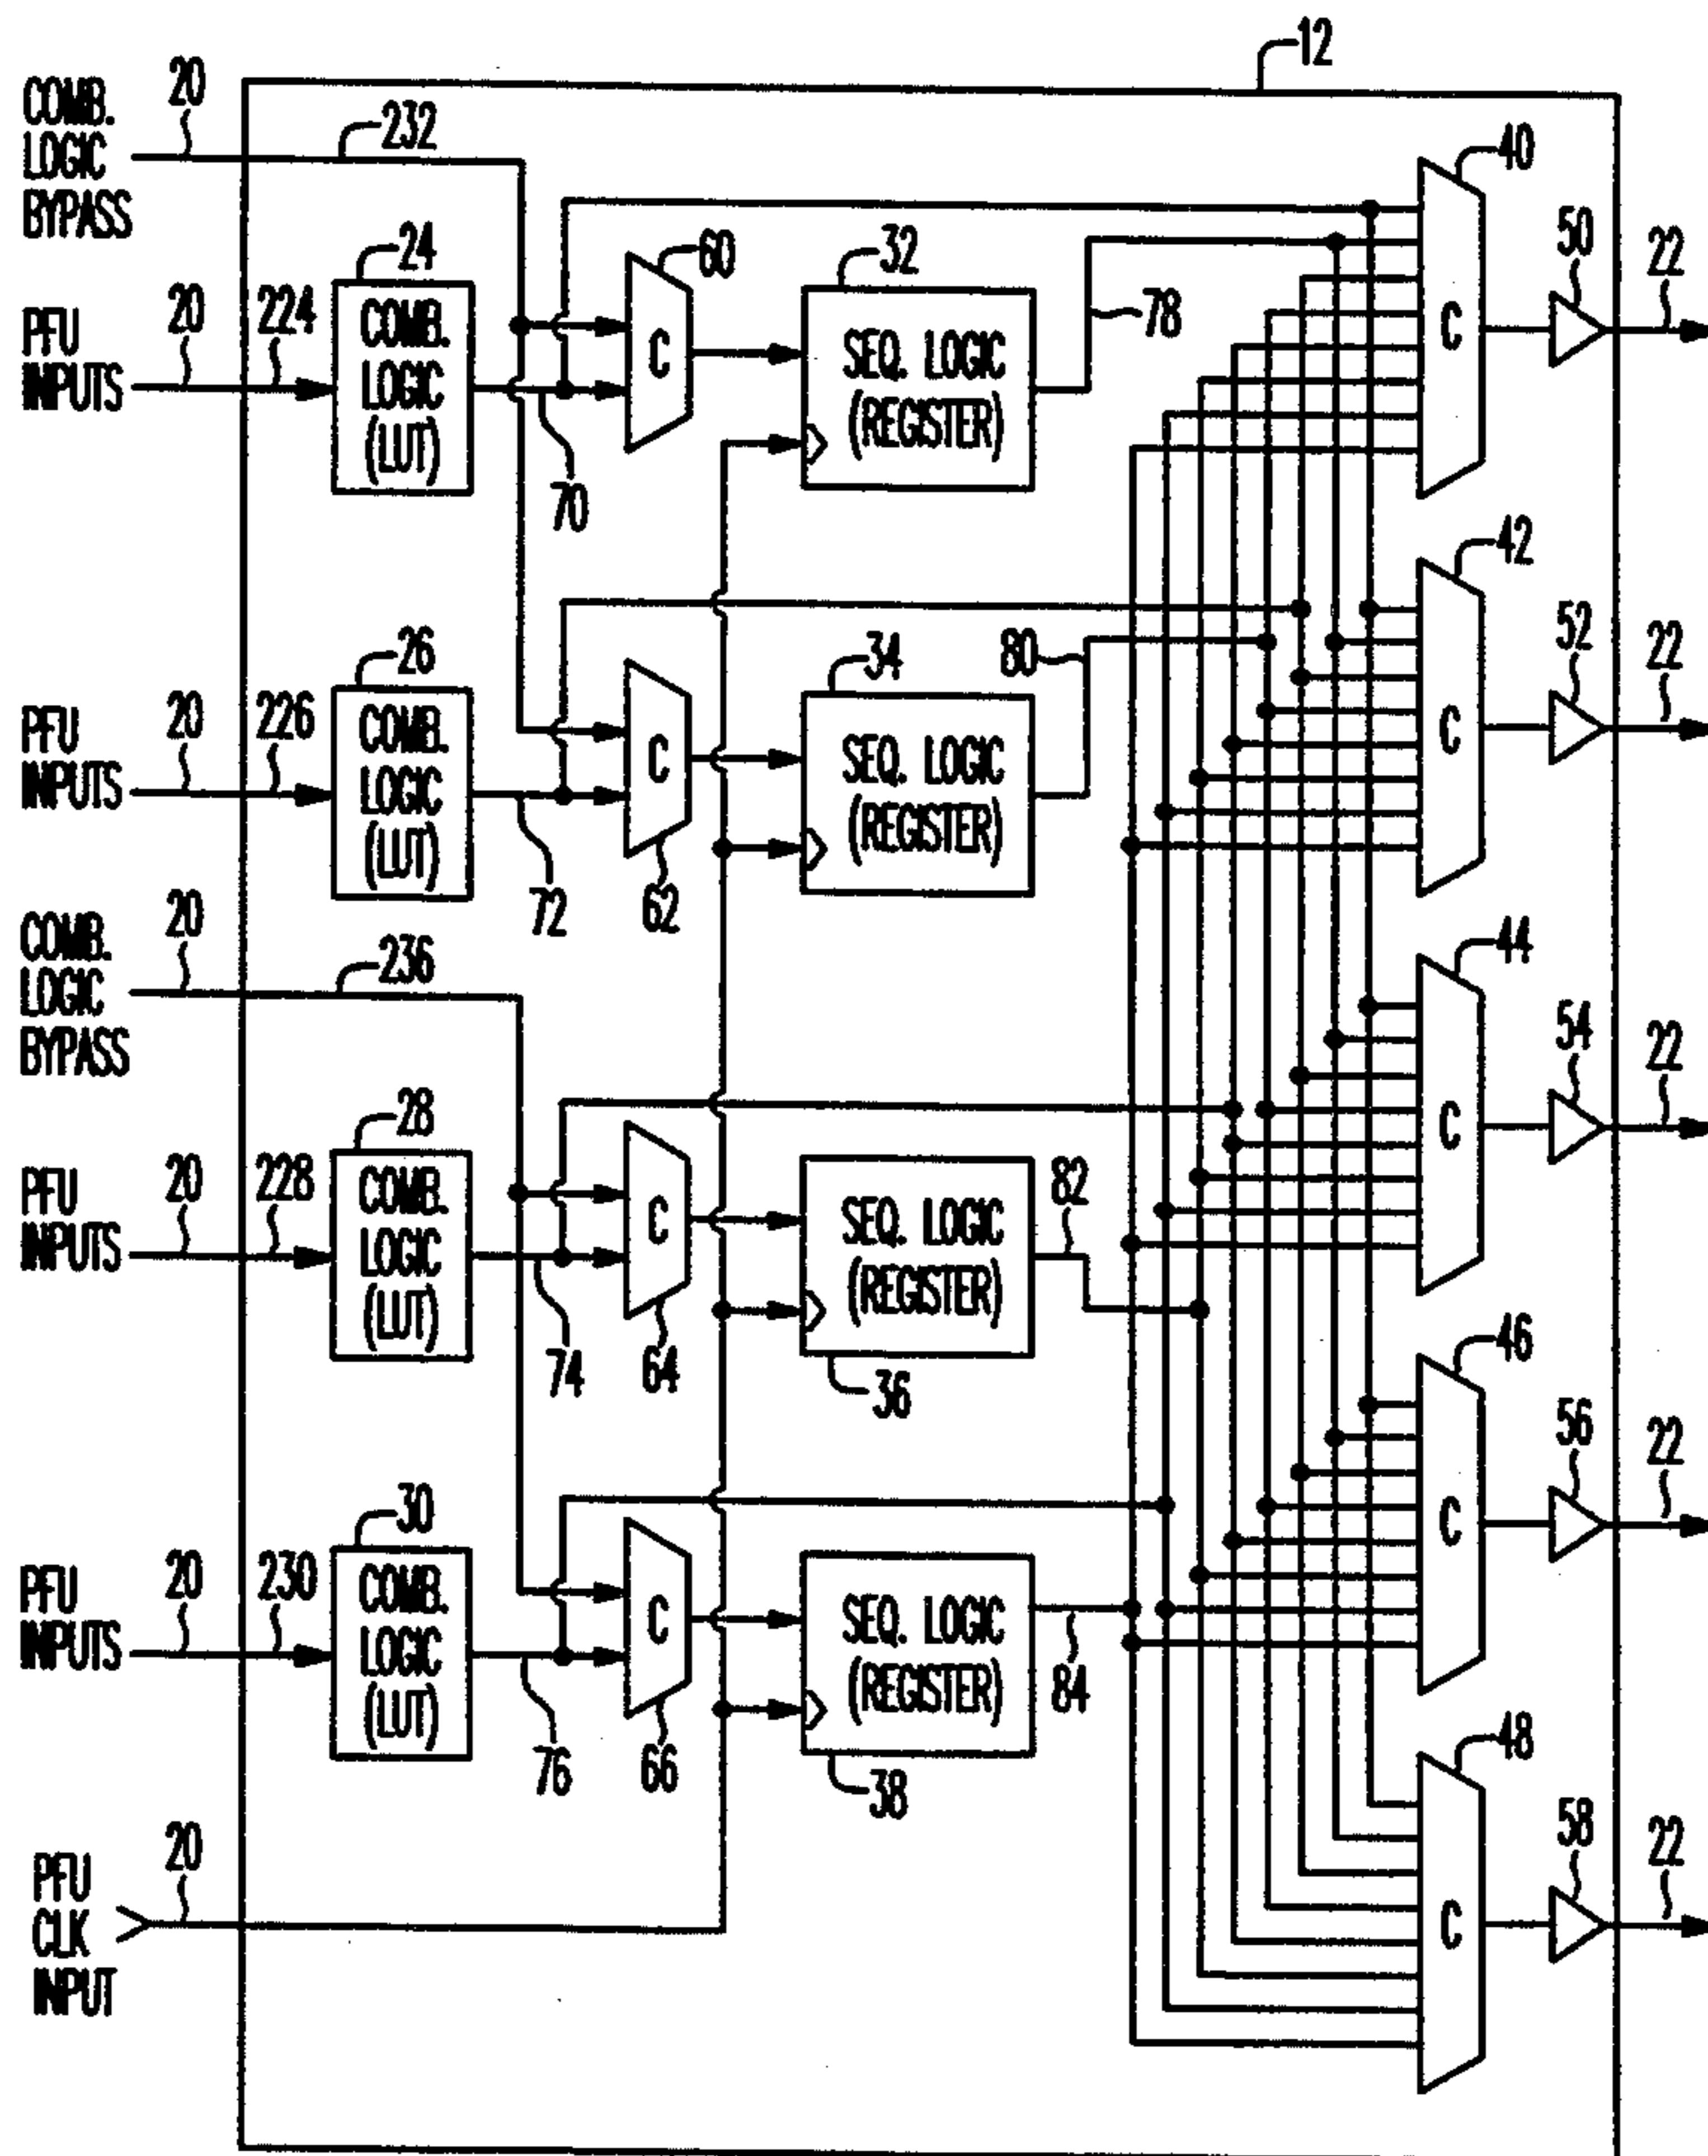 12
COMB.
LOGIC
BYPASS
20
232
40
PFU
INPUTS
20
224
24
COMB.
LOGIC
(LUT)
70
60
C
32
SEQ. LOGIC
(REGISTER)
78
C
50
22
42
PFU
INPUTS
20
226
26
COMB.
LOGIC
(LUT)
72
C
62
34
SEQ. LOGIC
(REGISTER)
80
C
52
22
COMB.
LOGIC
BYPASS
20
236
44
PFU
INPUTS
20
228
28
COMB.
LOGIC
(LUT)
74
C
64
SEQ. LOGIC
(REGISTER)
36
82
C
54
22
46
PFU
INPUTS
20
230
30
COMB.
LOGIC
(LUT)
76
C
66
SEQ. LOGIC
(REGISTER)
38
84
C
56
22
48
PFU
CLK
INPUT
20
C
58
22